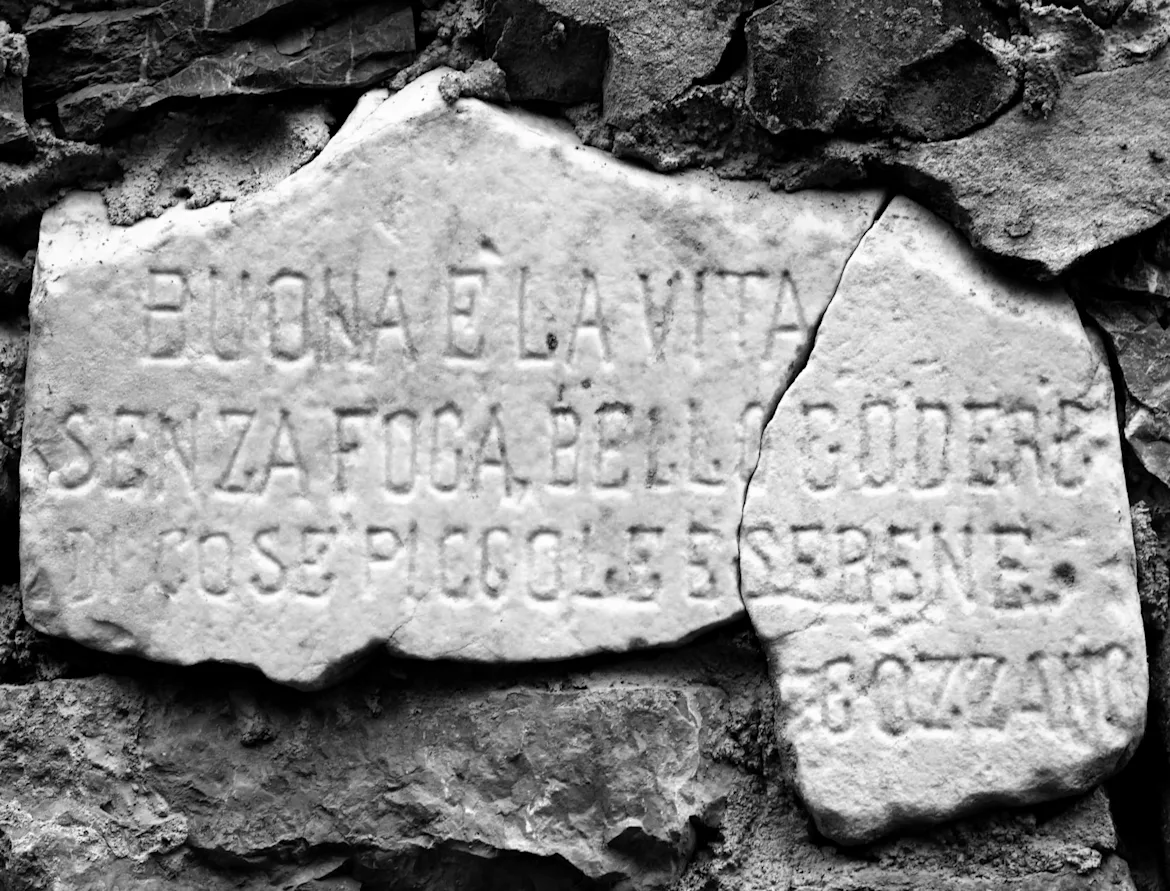 BUONA È LA VITA
SENZA FOGA, BELLO GODERE
DI COSE PICCOLE E SERENE.
GOZZANO